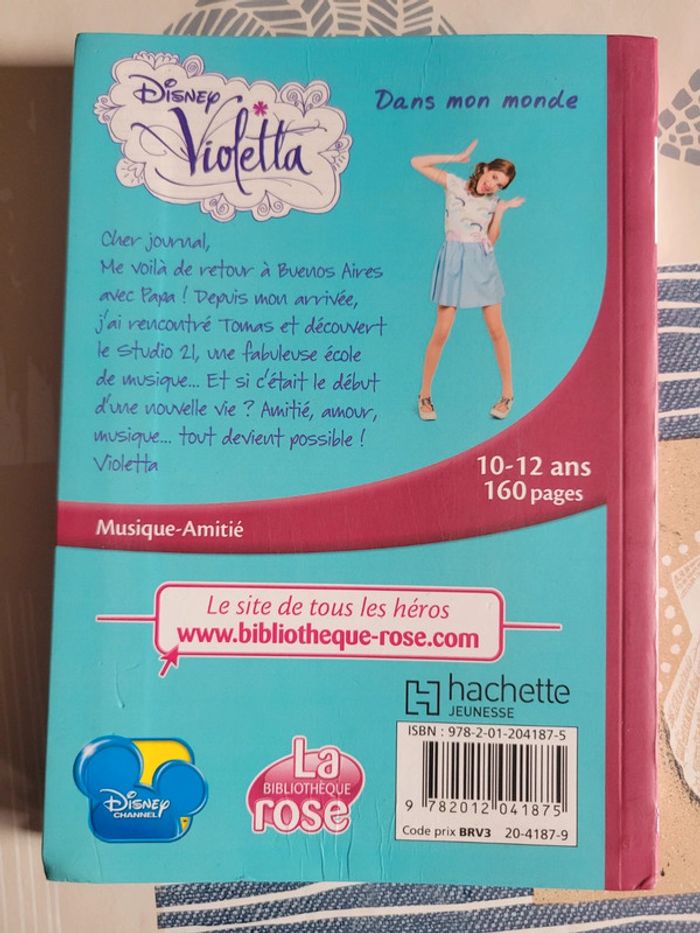 Disney
Violetta
Dans mon monde
Cher journal,
Me voilà de retour à Buenos Aires
avec Papa ! Depuis mon arrivée,
j'ai rencontré Tomas et découvert
le Studio 21, une fabuleuse école
de musique... Et si c'était le début
d'une nouvelle vie ? Amitié, amour,
musique... tout devient possible !
Violetta
10-12 ans
160 pages
Musique-Amitié
Le site de tous les héros
www.bibliotheque-rose.com
hachette
JEUNESSE
ISBN : 978-2-01-204187-5
9 782012 041875
Code prix BRV3 20-4187-9
Disney
CHANNEL
La
BIBLIOTHÈQUE
rose